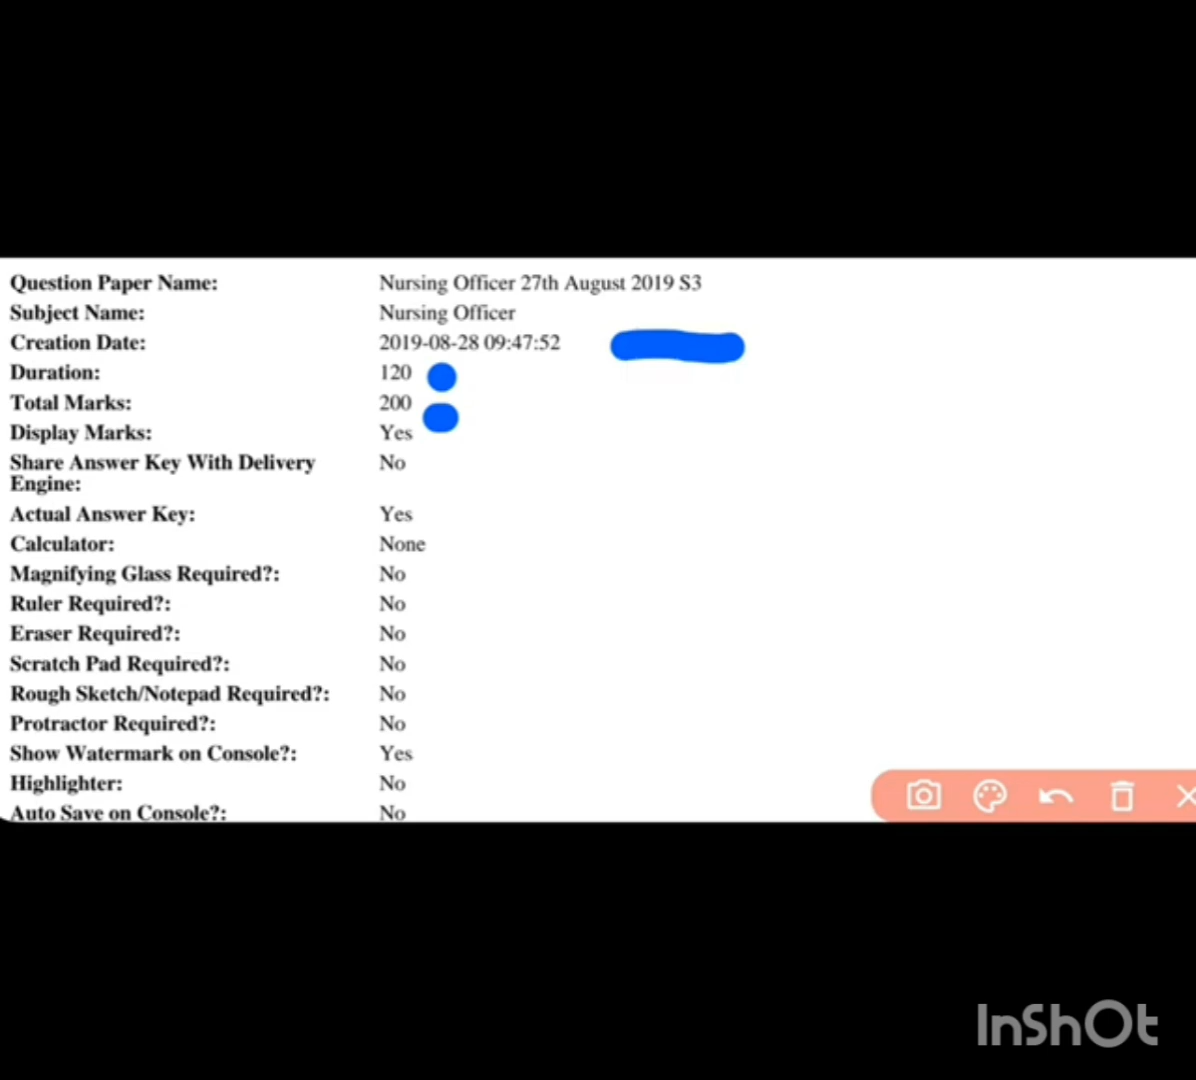 Question Paper Name: Nursing Officer 27th August 2019 S3
Subject Name: Nursing Officer
Creation Date: 2019-08-28 09:47:52
Duration: 120
Total Marks: 200
Display Marks: Yes
Share Answer Key With Delivery No
Engine:
Actual Answer Key: Yes
Calculator: None
Magnifying Glass Required?: No
Ruler Required?: No
Eraser Required?: No
Scratch Pad Required?: No
Rough Sketch/Notepad Required?: No
Protractor Required?: No
Show Watermark on Console?: Yes
Highlighter: No
Auto Save on Console?: No
InShOt